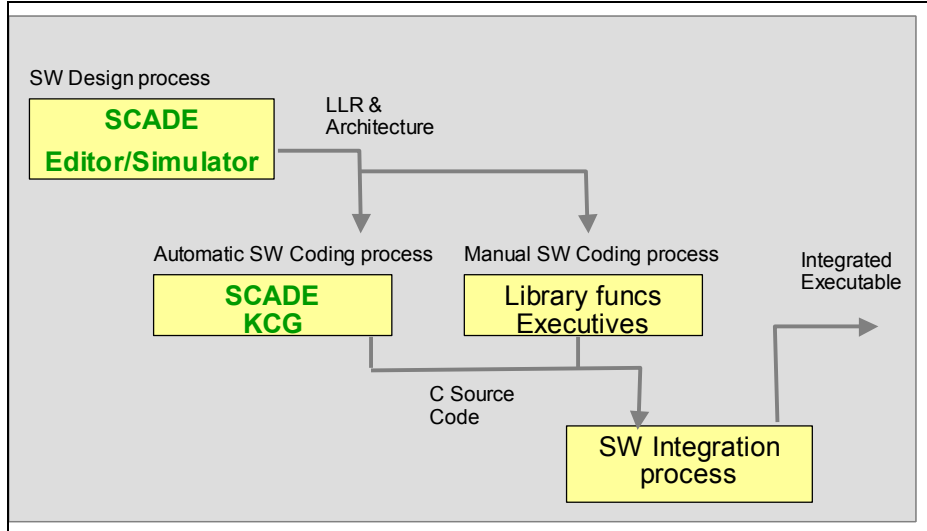 SW Design process
SCADE
Editor/Simulator
LLR &
Architecture
Automatic SW Coding process
SCADE
KCG
Manual SW Coding process
Library funcs
Executives
Integrated
Executable
C Source
Code
SW Integration
process